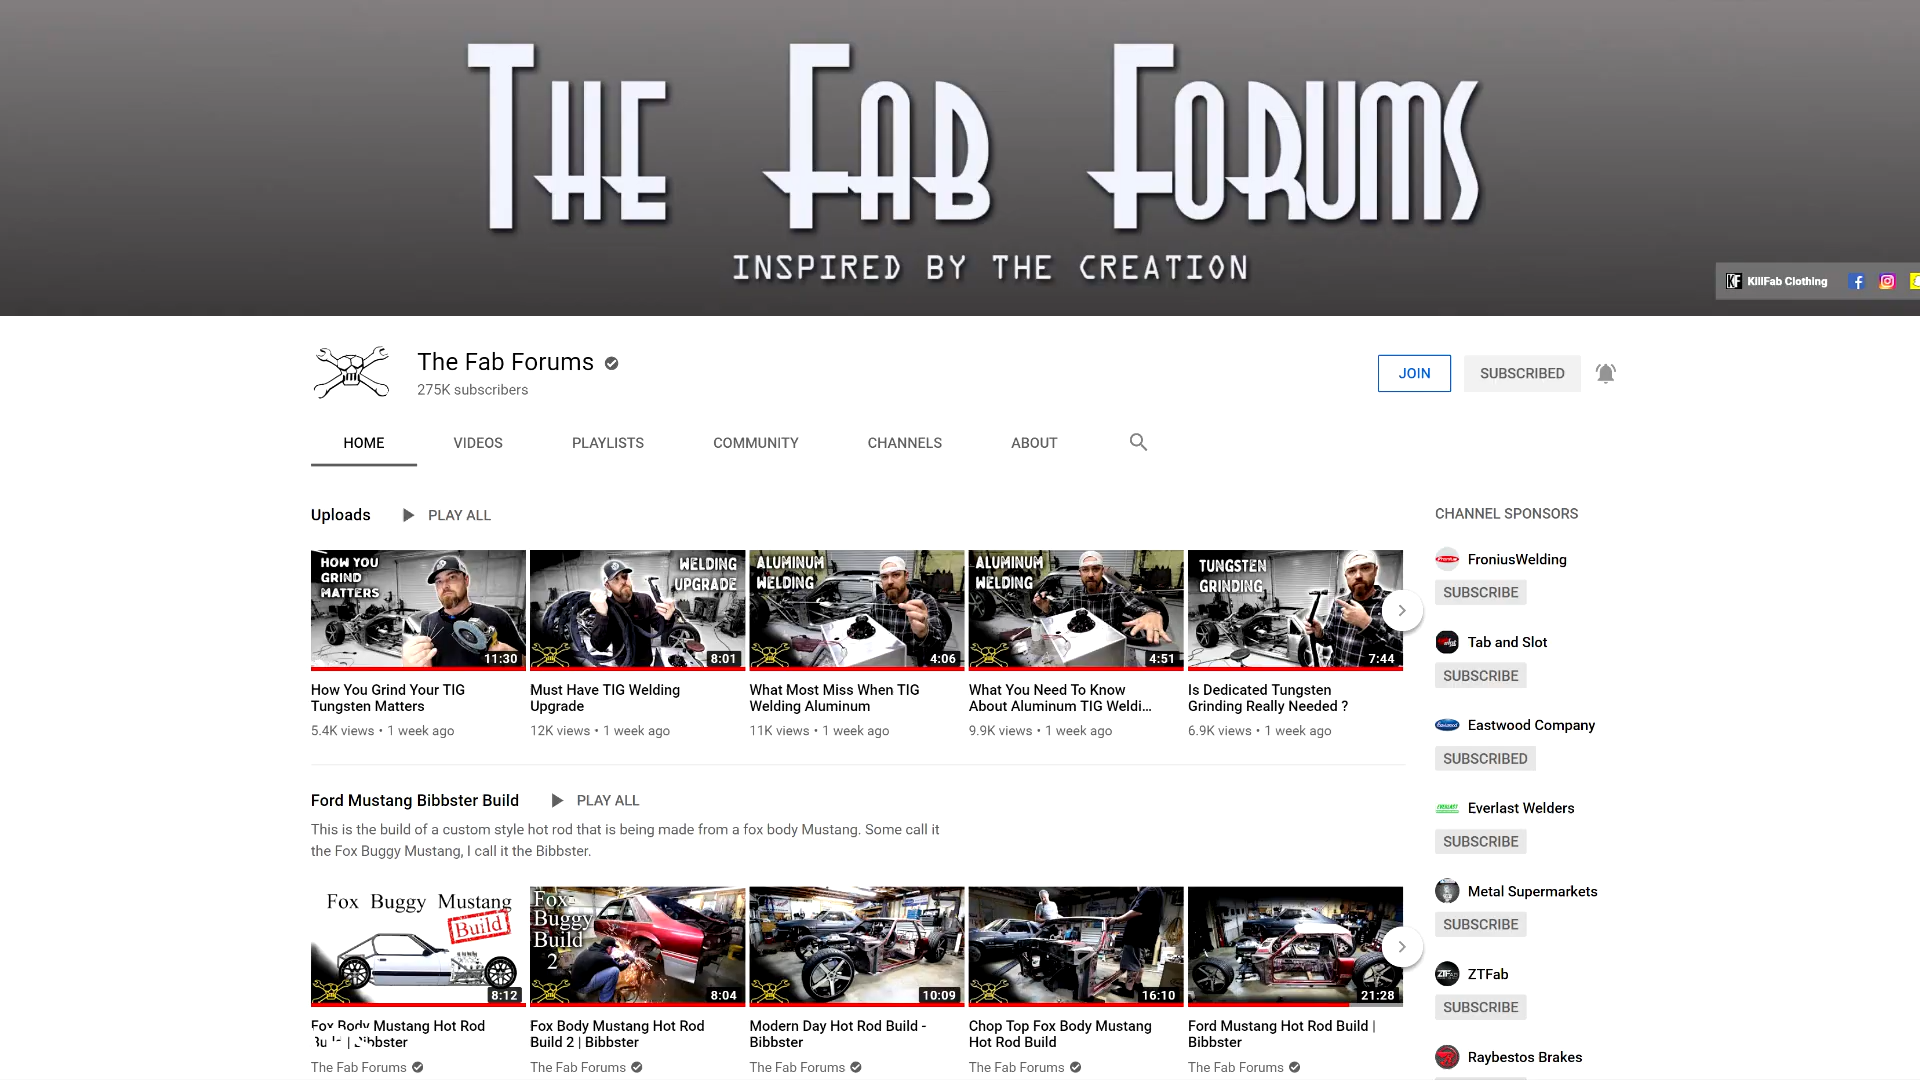 THE FAB FORUMS
INSPIRED BY THE CREATION
KF KillFab Clothing
The Fab Forums
275K subscribers
JOIN
SUBSCRIBED
HOME
VIDEOS
PLAYLISTS
COMMUNITY
CHANNELS
ABOUT
Uploads
PLAY ALL
HOW YOU
GRIND
MATTERS
11:30
WELDING
UPGRADE
8:01
ALUMINUM
WELDING
4:06
ALUMINUM
WELDING
4:51
TUNGSTEN
GRINDING
7:44
How You Grind Your TIG
Tungsten Matters
5.4K views • 1 week ago
Must Have TIG Welding
Upgrade
12K views • 1 week ago
What Most Miss When TIG
Welding Aluminum
11K views • 1 week ago
What You Need To Know
About Aluminum TIG Weldi...
9.9K views • 1 week ago
Is Dedicated Tungsten
Grinding Really Needed ?
6.9K views • 1 week ago
Ford Mustang Bibbster Build
PLAY ALL
This is the build of a custom style hot rod that is being made from a fox body Mustang. Some call it
the Fox Buggy Mustang, I call it the Bibbster.
Fox Buggy Mustang
Build
8:12
Fox
Buggy
Build
2
8:04
10:09
16:10
21:28
Fox Body Mustang Hot Rod
| Bibbster
The Fab Forums
Fox Body Mustang Hot Rod
Build 2 | Bibbster
The Fab Forums
Modern Day Hot Rod Build -
Bibbster
The Fab Forums
Chop Top Fox Body Mustang
Hot Rod Build
The Fab Forums
Ford Mustang Hot Rod Build |
Bibbster
The Fab Forums
CHANNEL SPONSORS
FroniusWelding
SUBSCRIBE
Tab and Slot
SUBSCRIBE
Eastwood Company
SUBSCRIBED
EVERLAST
Everlast Welders
SUBSCRIBE
Metal Supermarkets
SUBSCRIBE
ZTFab
SUBSCRIBE
Raybestos Brakes